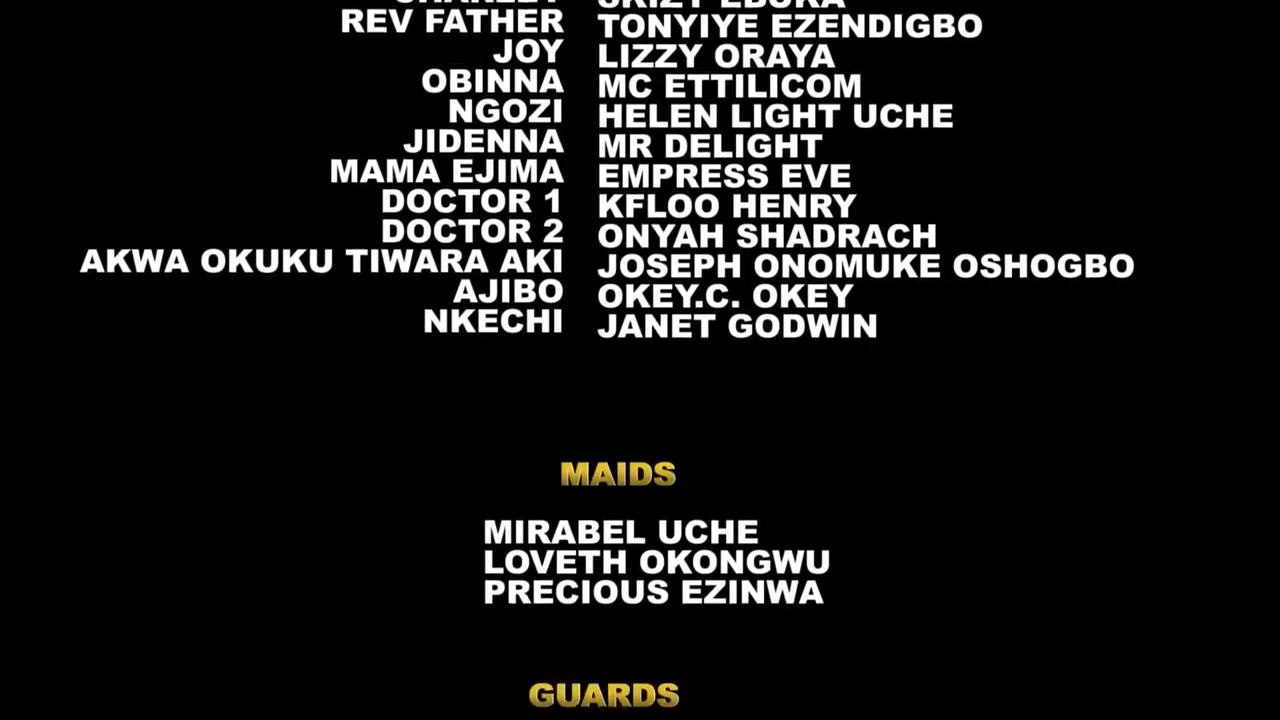 REV FATHER TONYIYE EZENDIGBO
JOY LIZZY ORAYA
OBINNA MC ETTILICOM
NGOZI HELEN LIGHT UCHE
JIDENNA MR DELIGHT
MAMA EJIMA EMPRESS EVE
DOCTOR 1 KFLOO HENRY
DOCTOR 2 ONYAH SHADRACH
AKWA OKUKU TIWARA AKI JOSEPH ONOMUKE OSHOGBO
AJIBO OKEY.C. OKEY
NKECHI JANET GODWIN
MAIDS
MIRABEL UCHE
LOVETH OKONGWU
PRECIOUS EZINWA
GUARDS